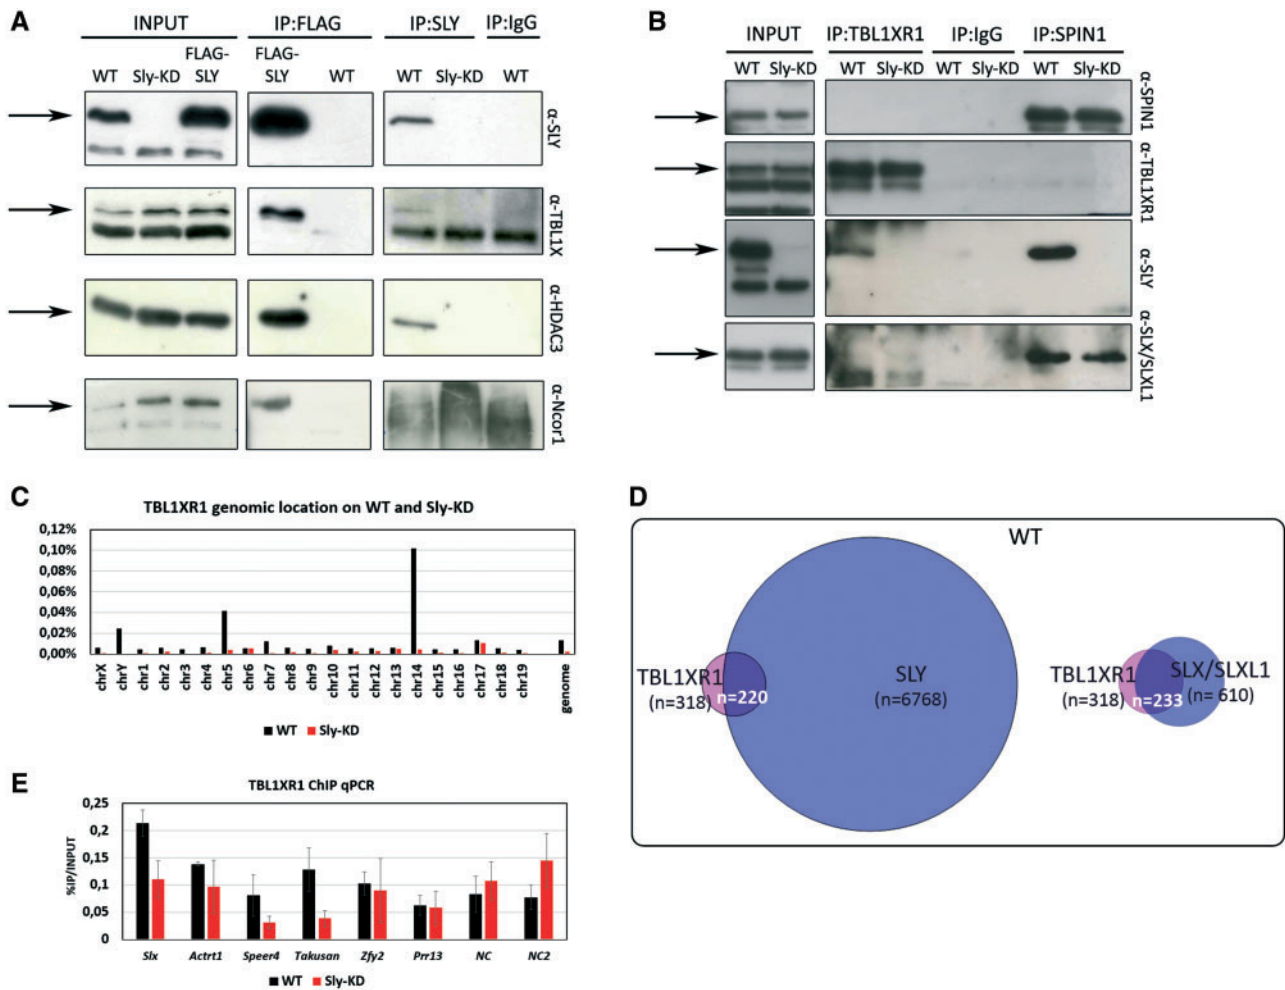 A
INPUT IP:FLAG IP:SLY IP:IgG
WT Sly-KD FLAG-SLY FLAG-SLY WT WT Sly-KD WT
α-SLY
α-TBL1X
α-HDAC3
α-Ncor1
B
INPUT IP:TBL1XR1 IP:IgG IP:SPIN1
WT Sly-KD WT Sly-KD WT Sly-KD WT Sly-KD
α-SPIN1
α-TBL1XR1
α-SLY
α-SLX/SLXL1
C
TBL1XR1 genomic location on WT and Sly-KD
0,12%
0,10%
0,08%
0,06%
0,04%
0,02%
0,00%
chrX chrY chr1 chr2 chr3 chr4 chr5 chr6 chr7 chr8 chr9 chr10 chr11 chr12 chr13 chr14 chr15 chr16 chr17 chr18 chr19 genome
WT Sly-KD
D
WT
TBL1XR1
(n=318)
n=220
SLY
(n=6768)
TBL1XR1
(n=318)
n=233
SLX/SLXL1
(n= 610)
E
TBL1XR1 ChIP qPCR
%IP/INPUT
0,25
0,2
0,15
0,1
0,05
0
Slx Actrt1 Speer4 Takusan Zfy2 Prr13 NC NC2
WT Sly-KD